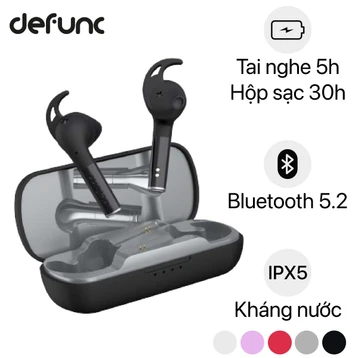 defunc
Tai nghe 5h
Hộp sạc 30h
Bluetooth 5.2
IPX5
Kháng nước